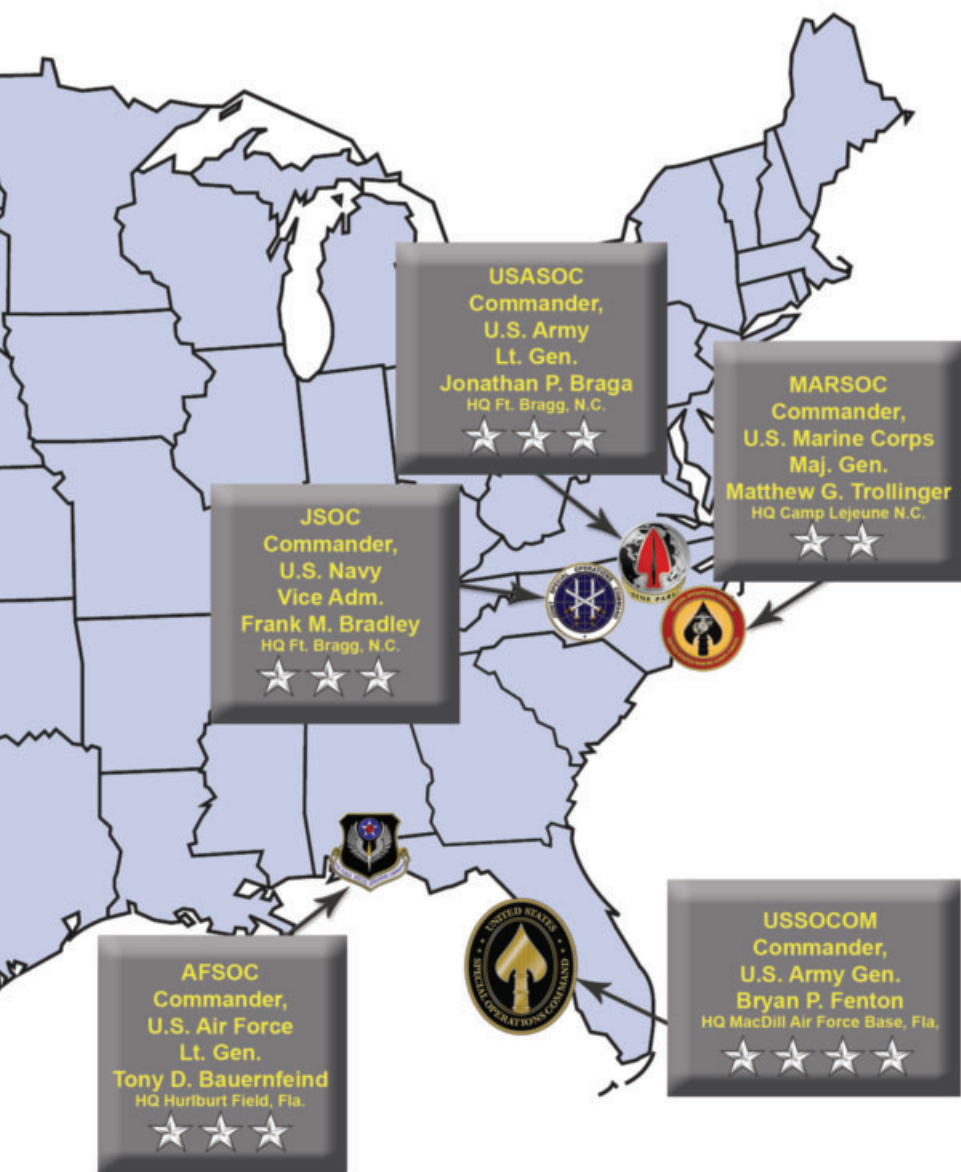 USASOC
Commander,
U.S. Army
Lt. Gen.
Jonathan P. Braga
HQ Ft. Bragg, N.C.
MARSOC
Commander,
U.S. Marine Corps
Maj. Gen.
Matthew G. Trollinger
HQ Camp Lejeune N.C.
JSOC
Commander,
U.S. Navy
Vice Adm.
Frank M. Bradley
HQ Ft. Bragg, N.C.
AFSOC
Commander,
U.S. Air Force
Lt. Gen.
Tony D. Bauernfeind
HQ Hurlburt Field, Fla.
USSOCOM
Commander,
U.S. Army Gen.
Bryan P. Fenton
HQ MacDill Air Force Base, Fla,
UNITED STATES
SPECIAL OPERATIONS COMMAND
SINE PARI